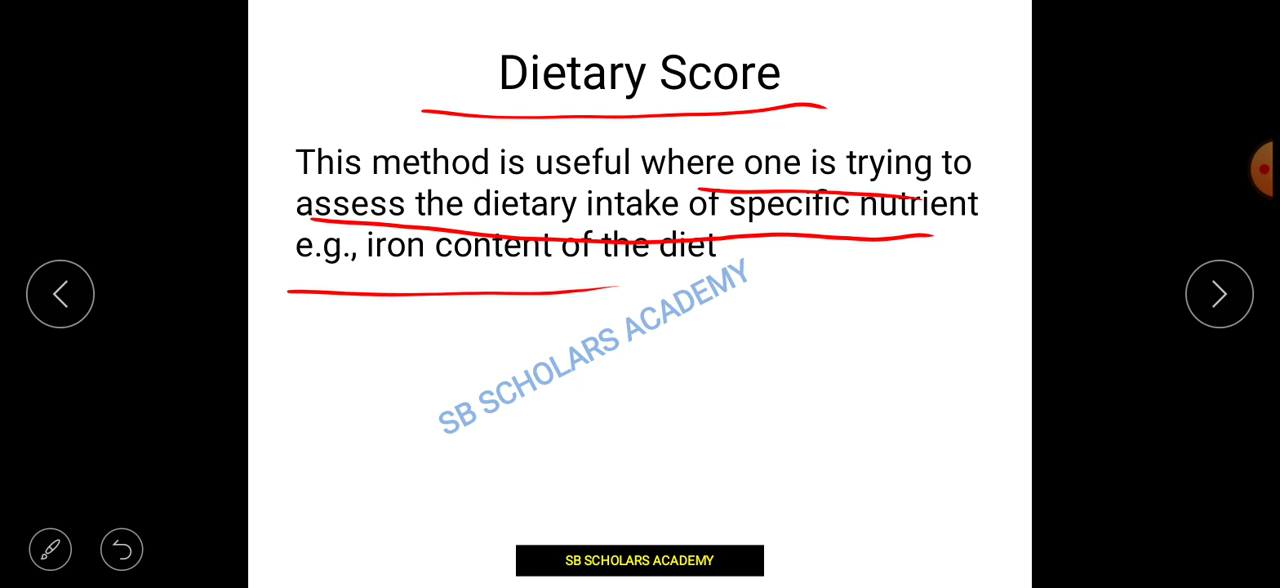 Dietary Score
This method is useful where one is trying to
assess the dietary intake of specific nutrient
e.g., iron content of the diet
SB SCHOLARS ACADEMY
SB SCHOLARS ACADEMY